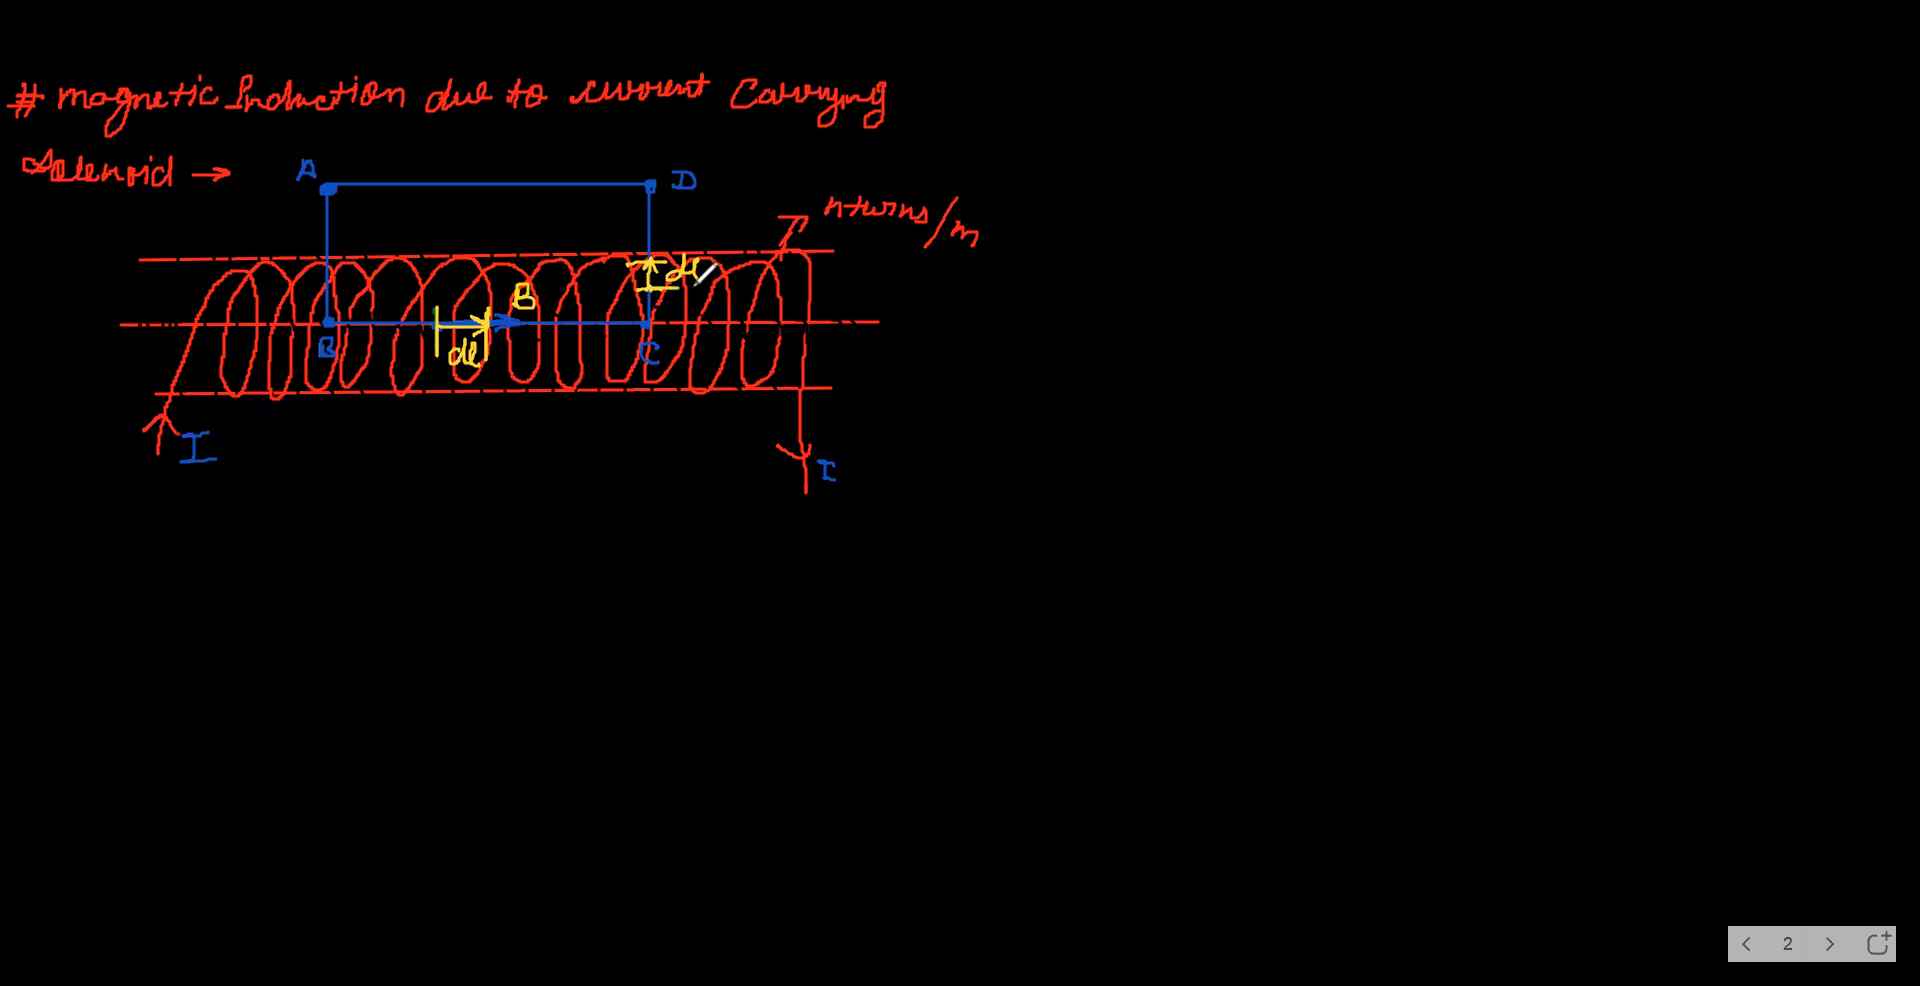 # magnetic Induction due to current Carrying
Solenoid →
A
D
n turns/m
dl
B
B
dl
C
I
I
2